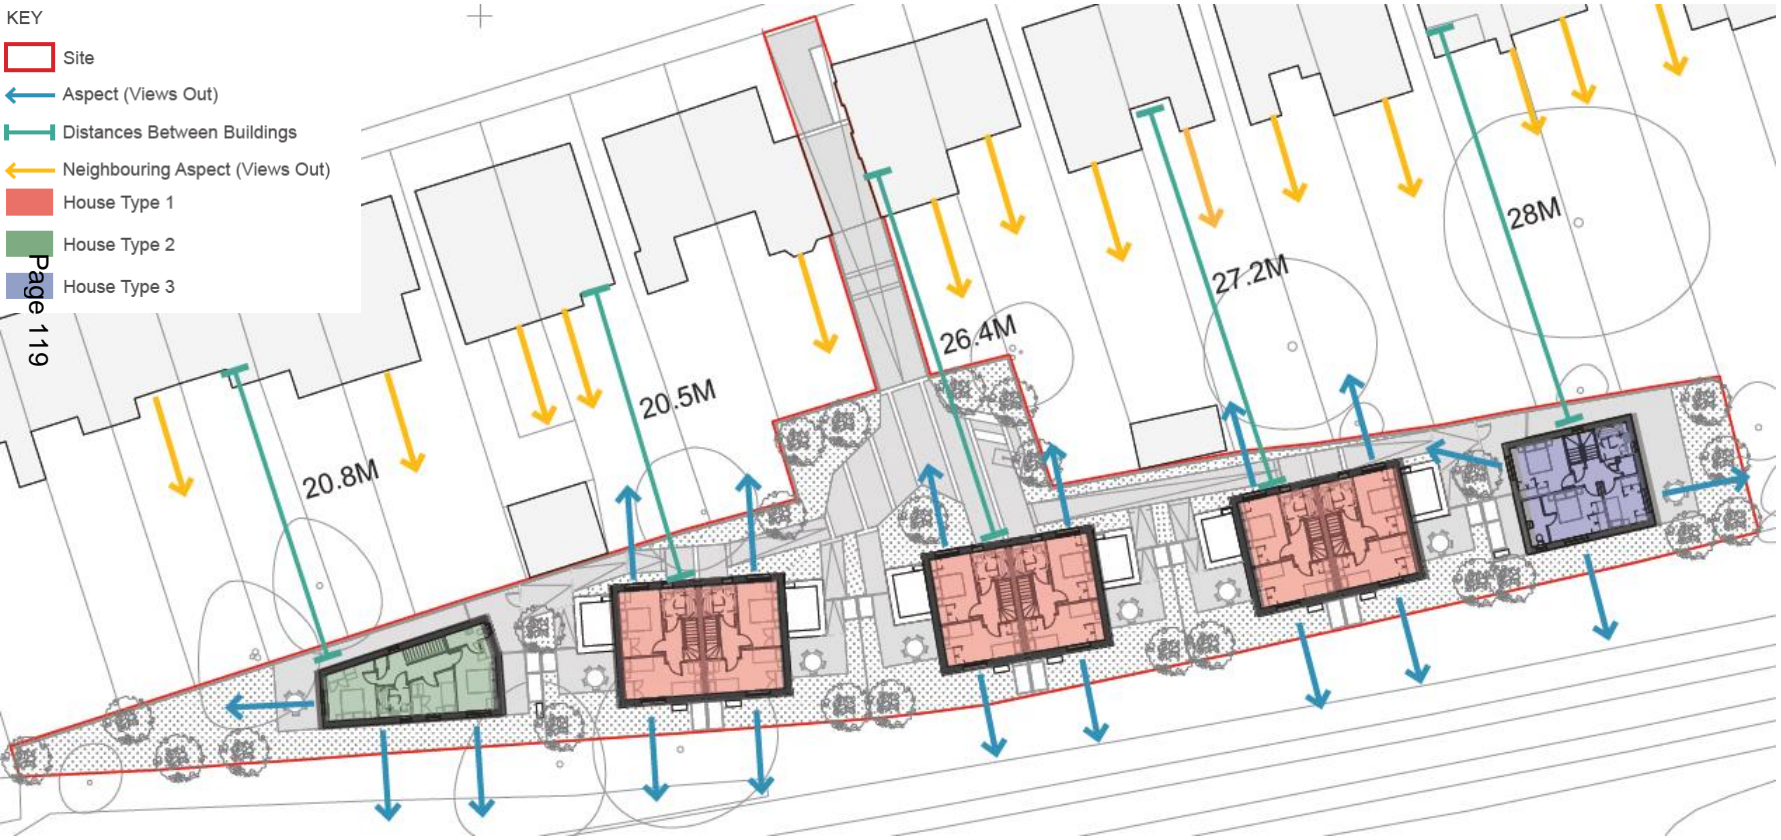 KEY
Site
Aspect (Views Out)
Distances Between Buildings
Neighbouring Aspect (Views Out)
House Type 1
House Type 2
House Type 3
Page 119
20.8M
20.5M
26.4M
27.2M
28M